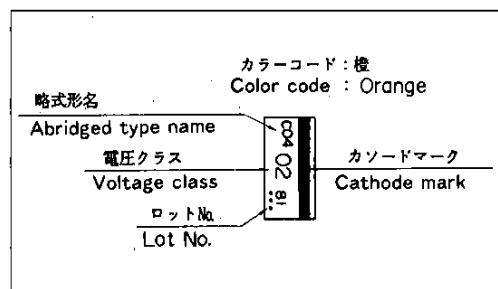 カラーコード：橙
Color code : Orange
略式形名
Abridged type name
電圧クラス
Voltage class
カソードマーク
Cathode mark
ロットNo.
Lot No.
C04
02
81